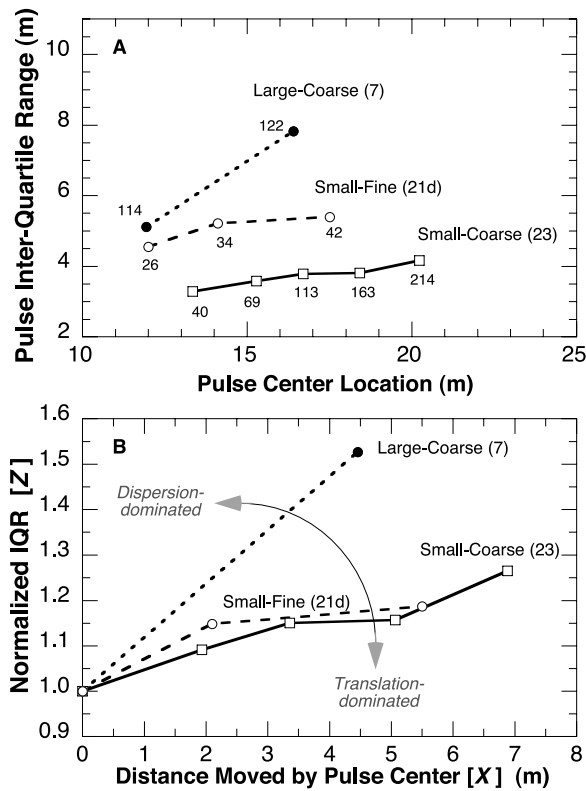 A
Pulse Inter-Quartile Range (m)
10
8
6
4
2
Large-Coarse (7)
122
114
Small-Fine (21d)
26
34
42
Small-Coarse (23)
40
69
113
163
214
10
15
20
25
Pulse Center Location (m)
B
Normalized IQR [Z]
1.6
1.5
1.4
1.3
1.2
1.1
1.0
0.9
Large-Coarse (7)
Dispersion-
dominated
Small-Coarse (23)
Small-Fine (21d)
Translation-
dominated
0
1
2
3
4
5
6
7
8
Distance Moved by Pulse Center [X] (m)